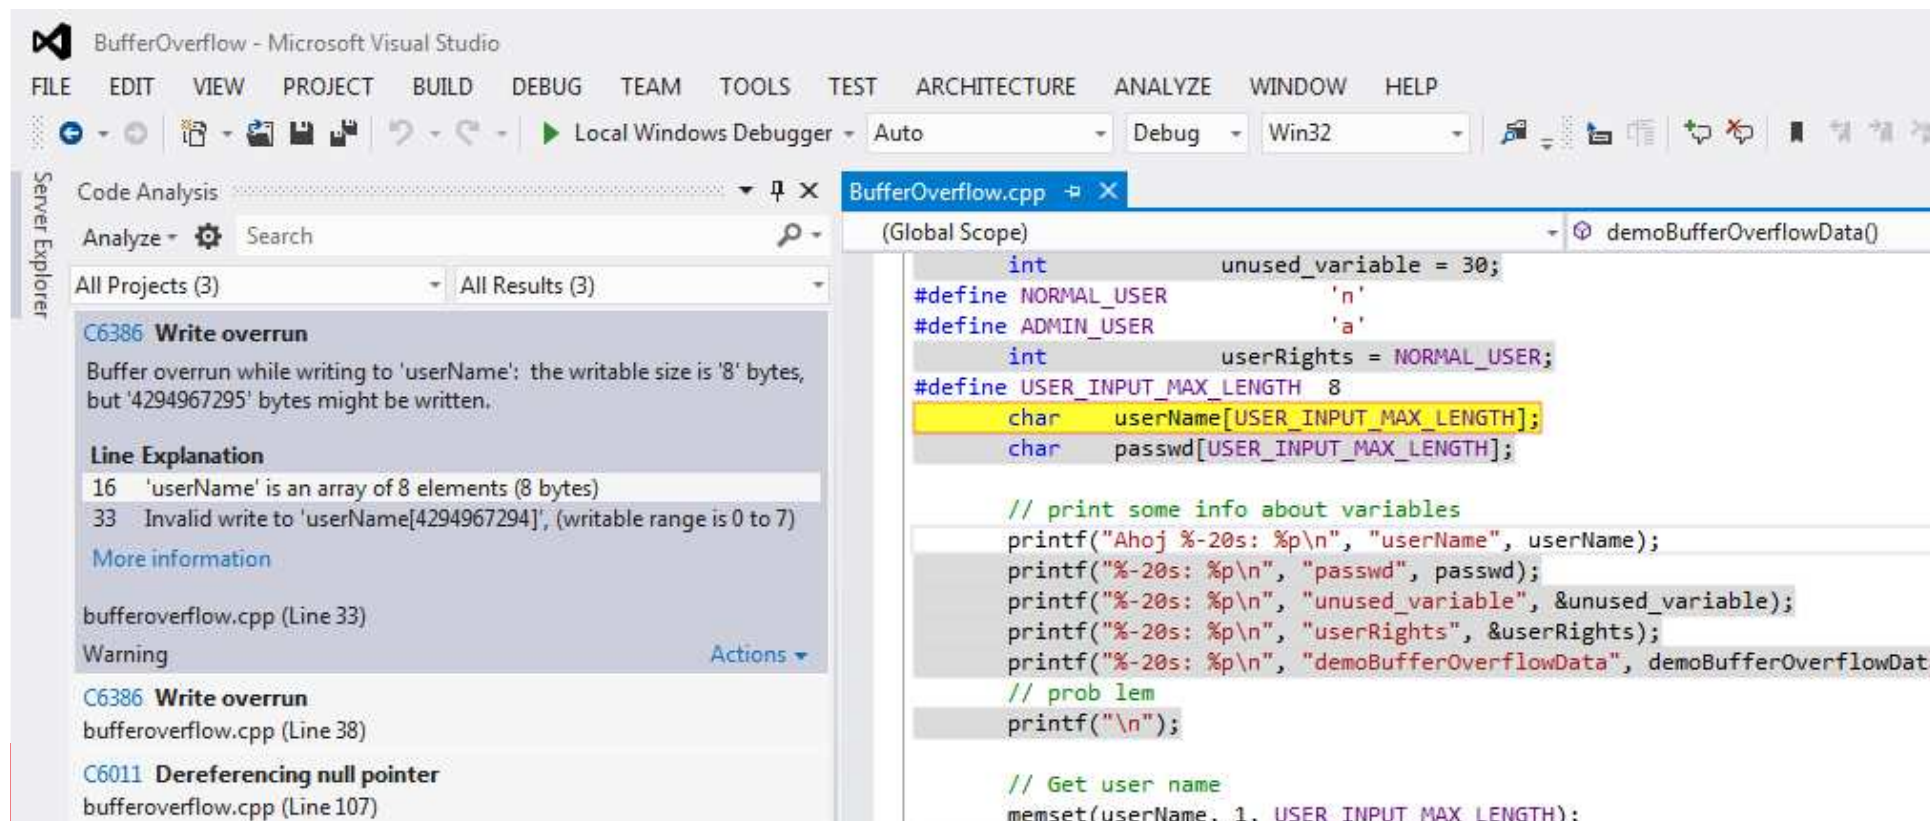 BufferOverflow - Microsoft Visual Studio
FILE EDIT VIEW PROJECT BUILD DEBUG TEAM TOOLS TEST ARCHITECTURE ANALYZE WINDOW HELP
Local Windows Debugger Auto Debug Win32
Server Explorer
Code Analysis
Analyze Search
All Projects (3) All Results (3)
C6386 Write overrun
Buffer overrun while writing to 'userName': the writable size is '8' bytes,
but '4294967295' bytes might be written.
Line Explanation
16 'userName' is an array of 8 elements (8 bytes)
33 Invalid write to 'userName[4294967294]', (writable range is 0 to 7)
More information
bufferoverflow.cpp (Line 33)
Warning Actions
C6386 Write overrun
bufferoverflow.cpp (Line 38)
C6011 Dereferencing null pointer
bufferoverflow.cpp (Line 107)
BufferOverflow.cpp
(Global Scope) demoBufferOverflowData()
int unused_variable = 30;
#define NORMAL_USER 'n'
#define ADMIN_USER 'a'
int userRights = NORMAL_USER;
#define USER_INPUT_MAX_LENGTH 8
char userName[USER_INPUT_MAX_LENGTH];
char passwd[USER_INPUT_MAX_LENGTH];
// print some info about variables
printf("Ahoj %-20s: %p\n", "userName", userName);
printf("%-20s: %p\n", "passwd", passwd);
printf("%-20s: %p\n", "unused_variable", &unused_variable);
printf("%-20s: %p\n", "userRights", &userRights);
printf("%-20s: %p\n", "demoBufferOverflowData", demoBufferOverflowDat
// prob lem
printf("\n");
// Get user name
memset(userName, 1, USER_INPUT_MAX_LENGTH);